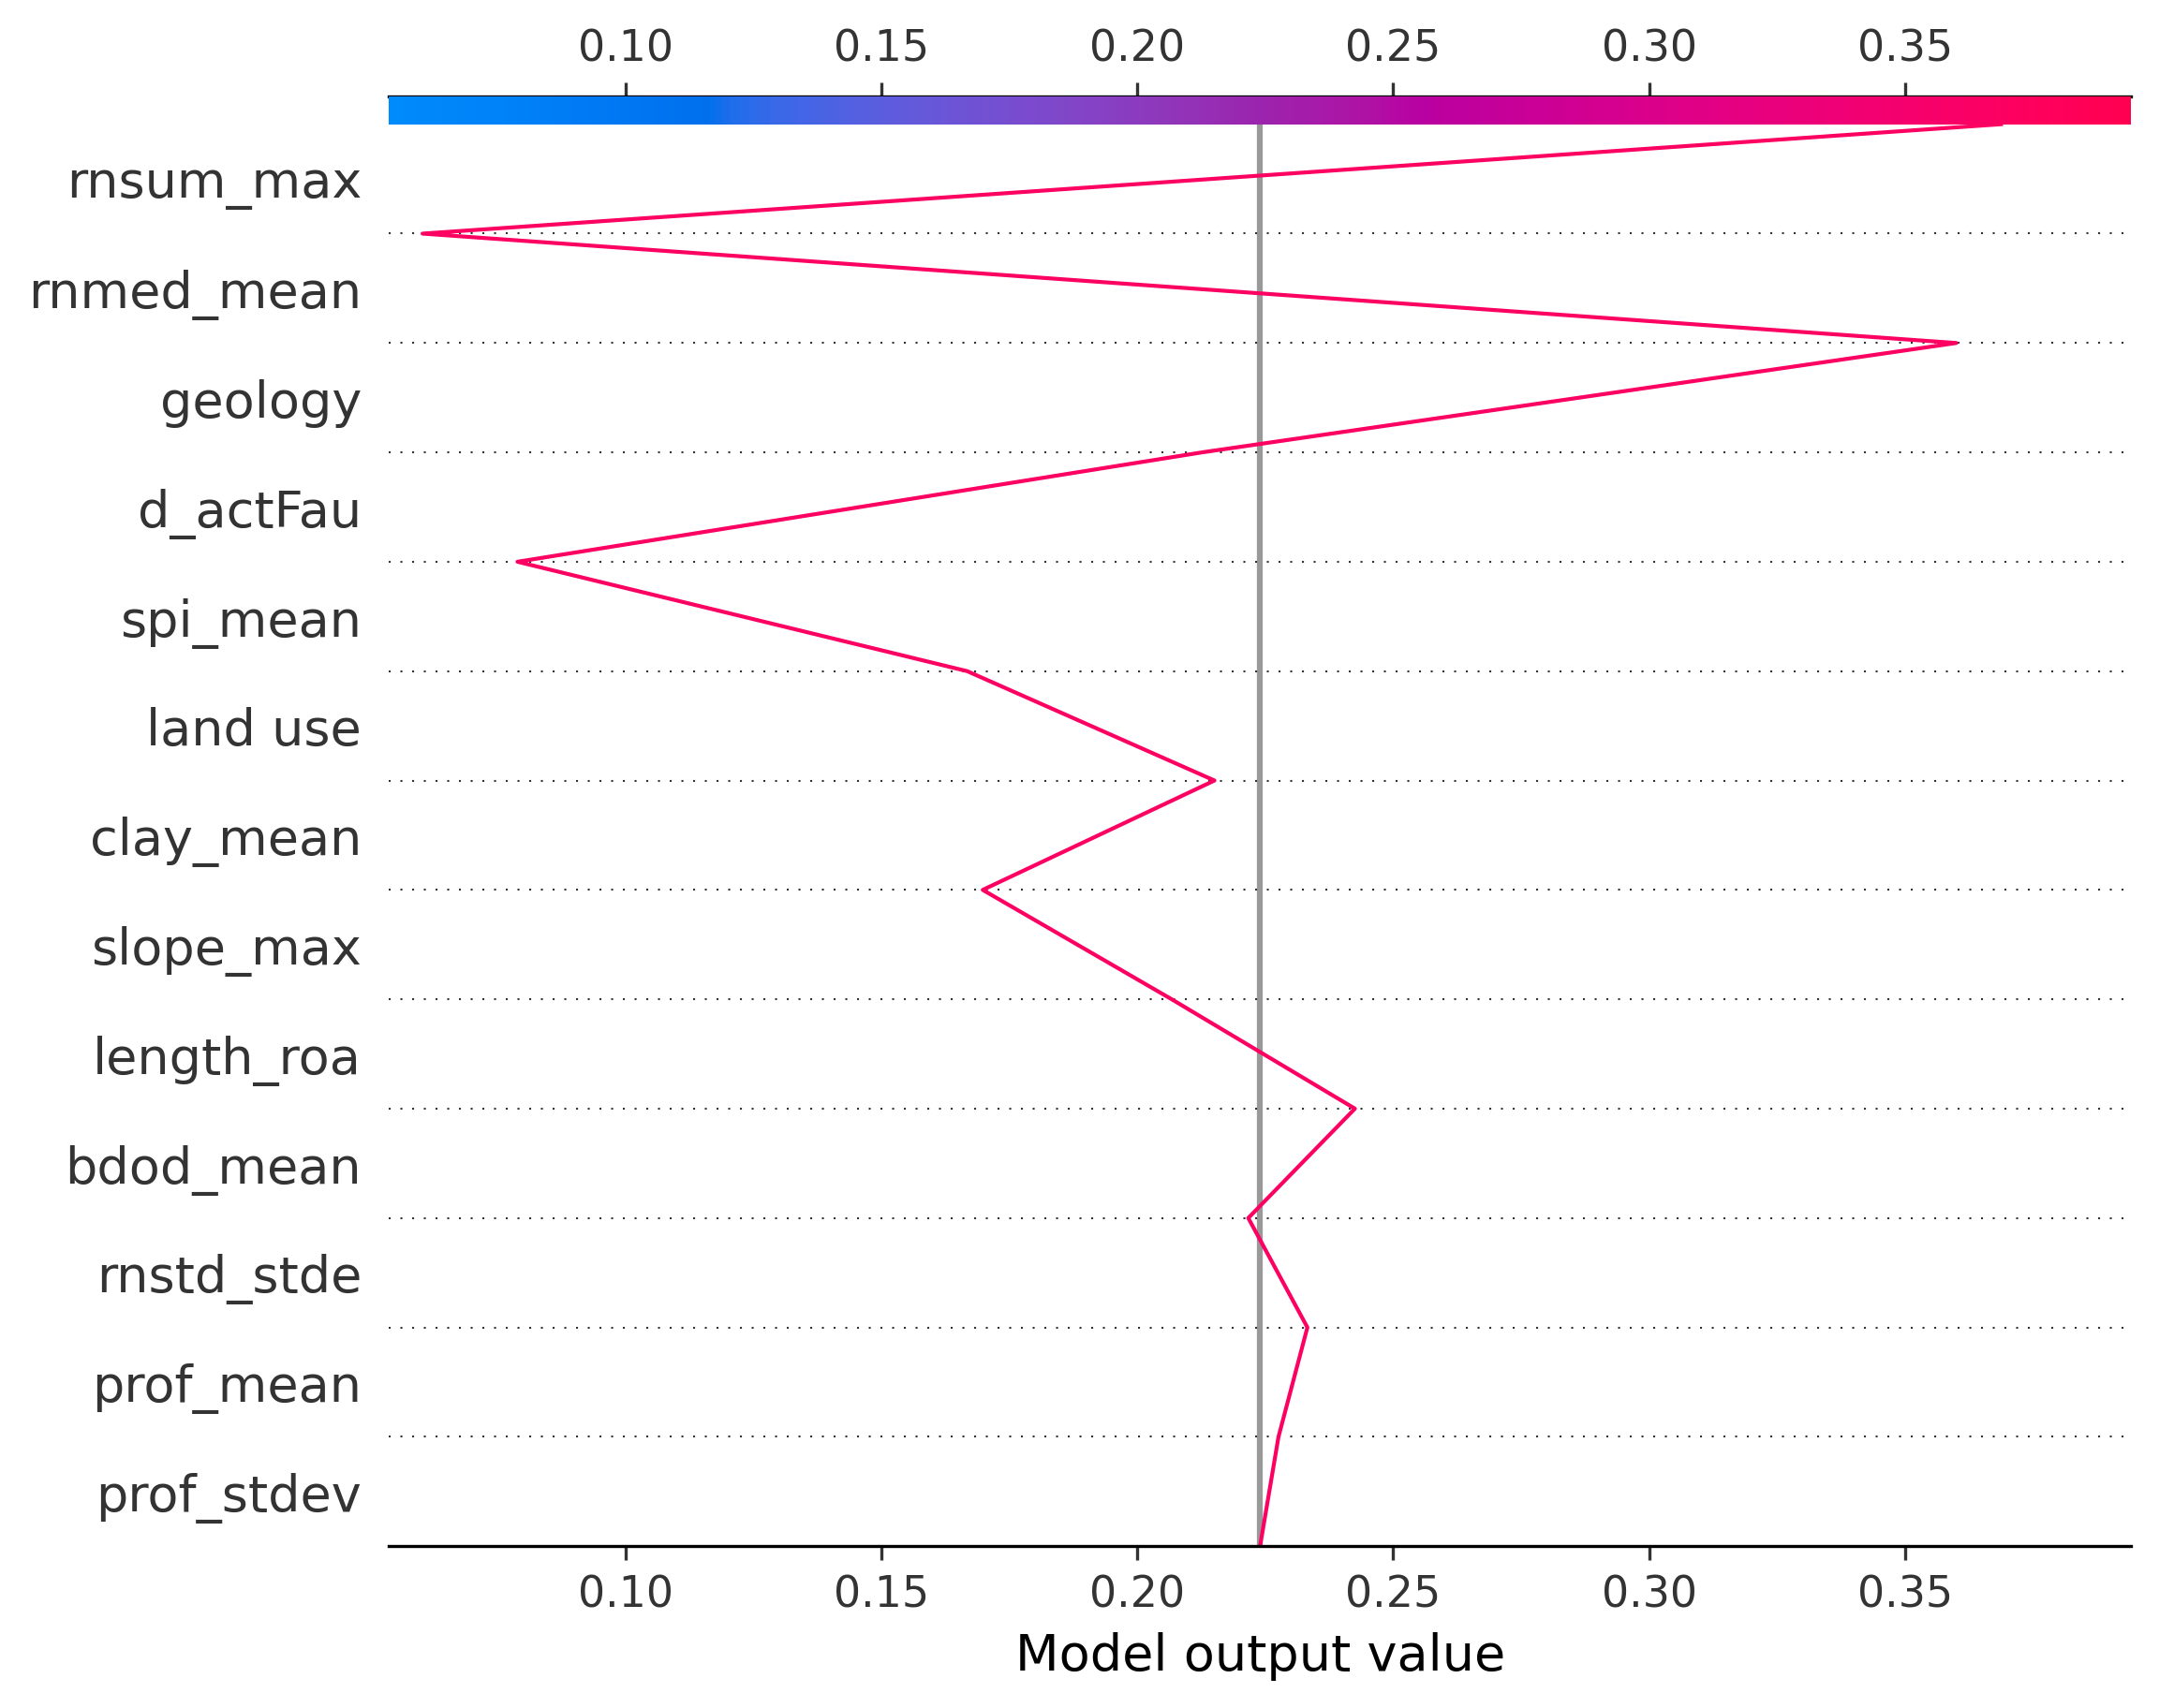 0.10 0.15 0.20 0.25 0.30 0.35
rnsum_max
rnmed_mean
geology
d_actFau
spi_mean
land use
clay_mean
slope_max
length_roa
bdod_mean
rnstd_stde
prof_mean
prof_stdev
0.10 0.15 0.20 0.25 0.30 0.35
Model output value